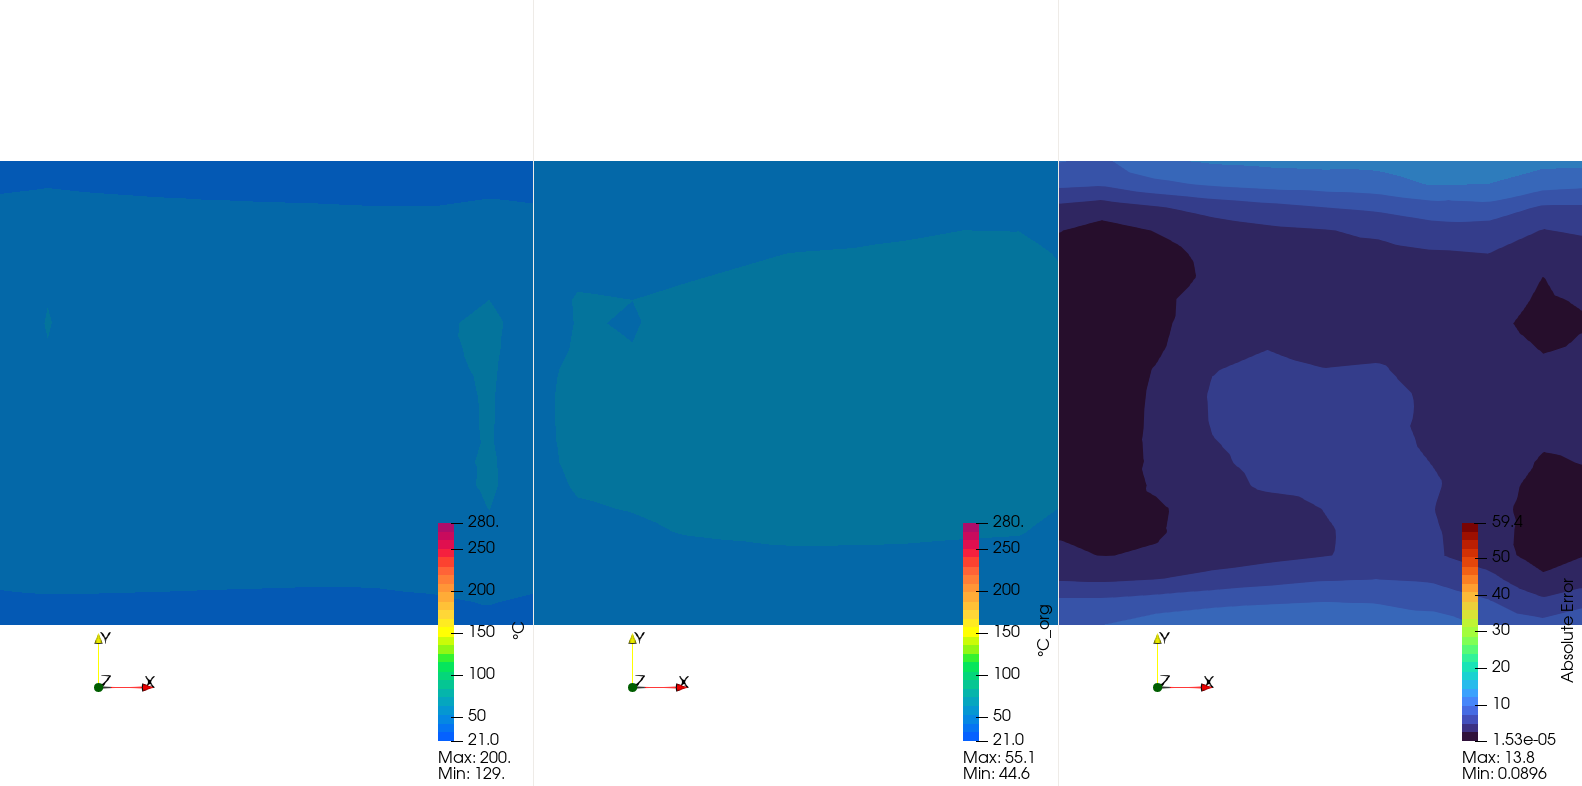 280.
250
200
150
100
50
21.0
°C
Max: 200.
Min: 129.
Y
Z
X
280.
250
200
150
100
50
21.0
°C_org
Max: 55.1
Min: 44.6
Y
Z
X
59.4
50
40
30
20
10
1.53e-05
Absolute Error
Max: 13.8
Min: 0.0896
Y
Z
X